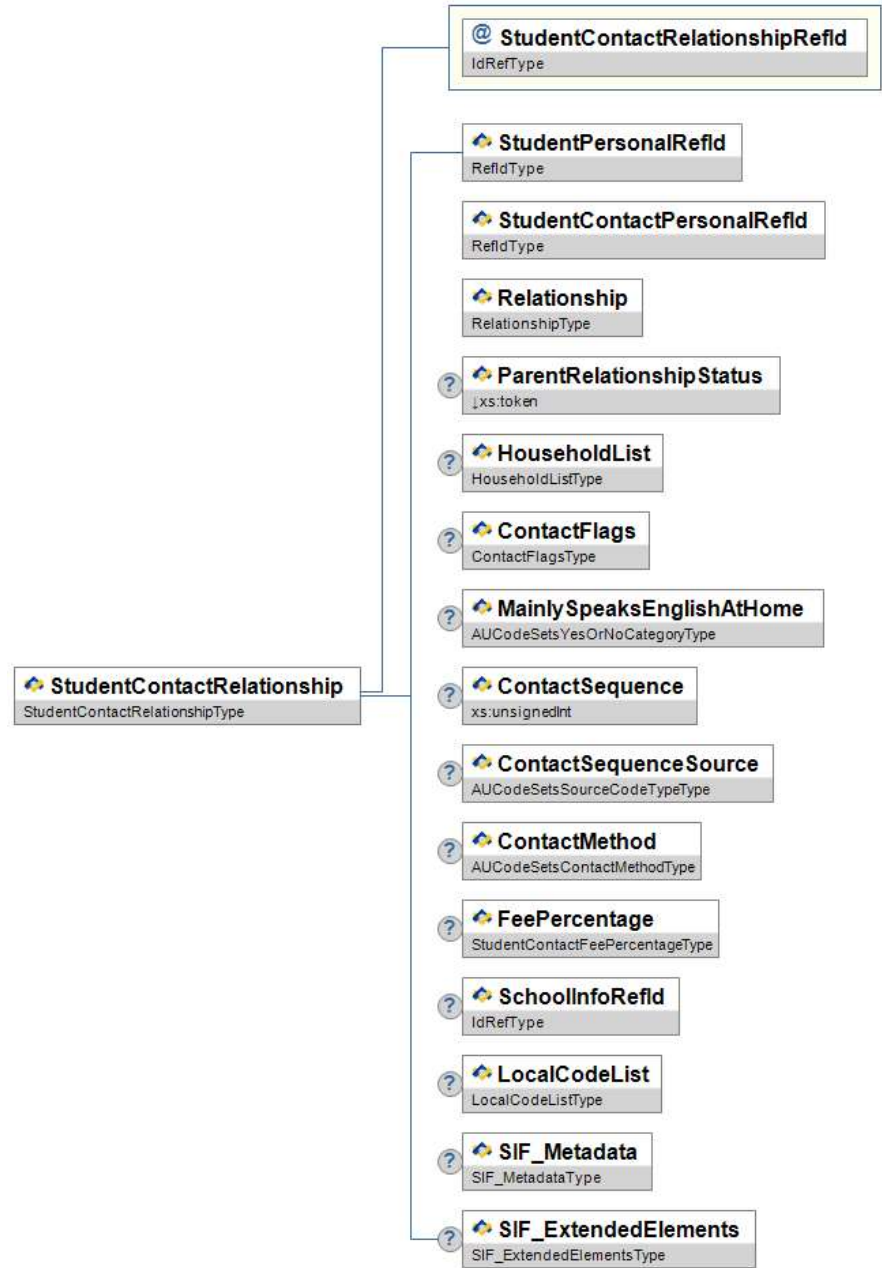 @ StudentContactRelationshipRefId
IdRefType
StudentPersonalRefId
RefIdType
StudentContactPersonalRefId
RefIdType
Relationship
RelationshipType
? ParentRelationshipStatus
↓xs:token
? HouseholdList
HouseholdListType
? ContactFlags
ContactFlagsType
? MainlySpeaksEnglishAtHome
AUCodeSetsYesOrNoCategoryType
StudentContactRelationship
StudentContactRelationshipType
? ContactSequence
xs:unsignedInt
? ContactSequenceSource
AUCodeSetsSourceCodeTypeType
? ContactMethod
AUCodeSetsContactMethodType
? FeePercentage
StudentContactFeePercentageType
? SchoolInfoRefId
IdRefType
? LocalCodeList
LocalCodeListType
? SIF_Metadata
SIF_MetadataType
? SIF_ExtendedElements
SIF_ExtendedElementsType